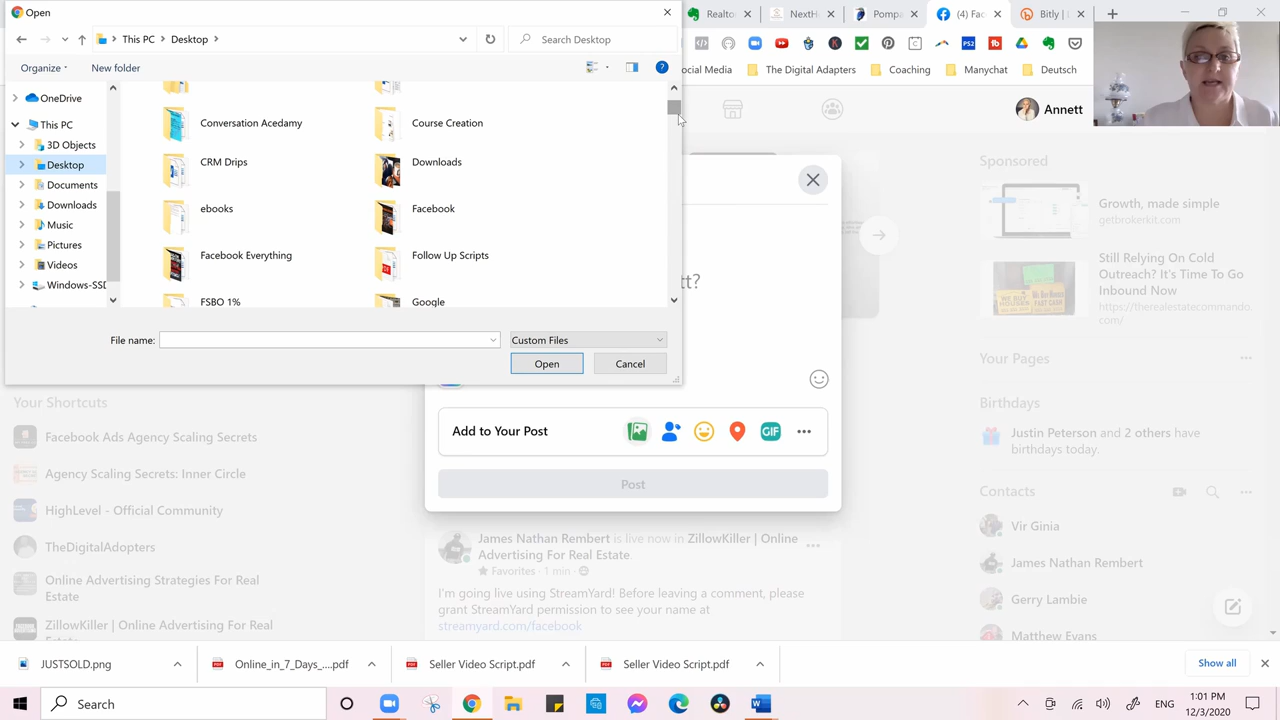 Open
This PC
Desktop
Search Desktop
Organize
New folder
OneDrive
This PC
3D Objects
Desktop
Documents
Downloads
Music
Pictures
Videos
Windows-SSD
Conversation Acedamy
Course Creation
CRM Drips
Downloads
ebooks
Facebook
Facebook Everything
Follow Up Scripts
FSBO 1%
Google
File name:
Custom Files
Open
Cancel
Realtor
NextH
Pompa
(4) Fac
Bitly |
PS2
ocial Media
The Digital Adapters
Coaching
Manychat
Deutsch
Annett
tt?
Add to Your Post
GIF
Post
James Nathan Rembert is live now in ZillowKiller | Online
Advertising For Real Estate
Favorites · 1 min ·
I'm going live using StreamYard! Before leaving a comment, please
grant StreamYard permission to see your name at
streamyard.com/facebook
Your Shortcuts
Facebook Ads Agency Scaling Secrets
Agency Scaling Secrets: Inner Circle
HighLevel - Official Community
TheDigitalAdopters
Online Advertising Strategies For Real
Estate
ZillowKiller | Online Advertising For Real
Sponsored
Growth, made simple
getbrokerkit.com
Still Relying On Cold
Outreach? It's Time To Go
Inbound Now
https://therealestatecommando.
com/
Your Pages
Birthdays
Justin Peterson and 2 others have
birthdays today.
Contacts
Vir Ginia
James Nathan Rembert
Gerry Lambie
Matthew Evans
JUSTSOLD.png
Online_in_7_Days_....pdf
Seller Video Script.pdf
Seller Video Script.pdf
Show all
Search
ENG
1:01 PM
12/3/2020